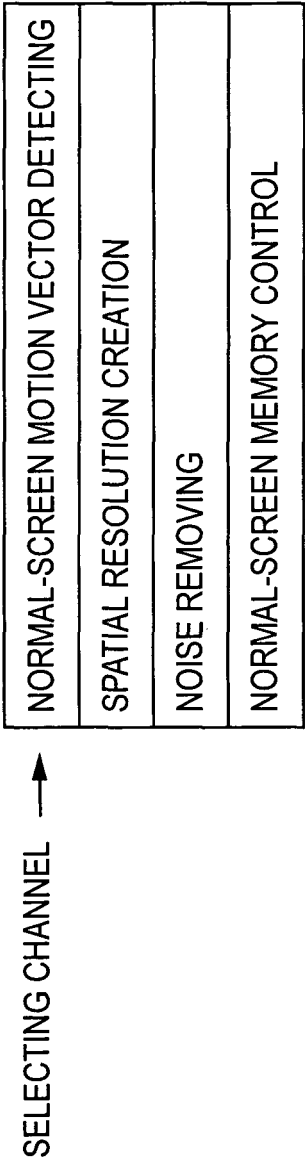 SELECTING CHANNEL
NORMAL-SCREEN MOTION VECTOR DETECTING
SPATIAL RESOLUTION CREATION
NOISE REMOVING
NORMAL-SCREEN MEMORY CONTROL